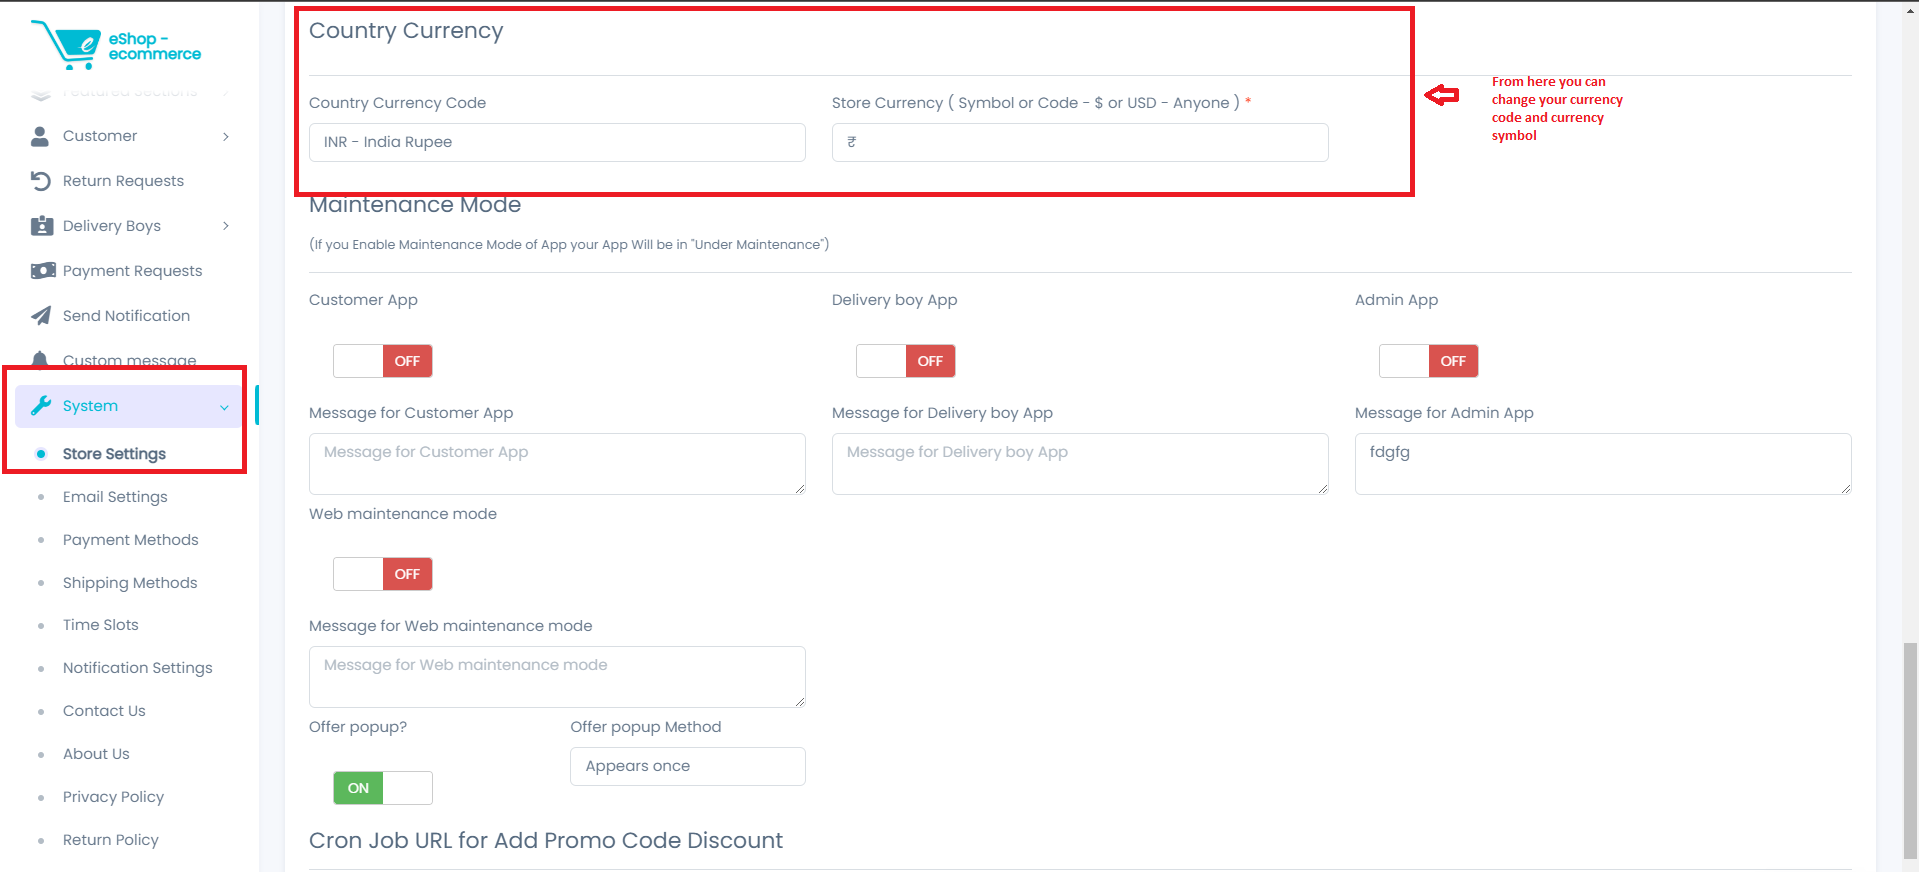 eShop -
ecommerce
Featured Sections
Customer
Return Requests
Delivery Boys
Payment Requests
Send Notification
Custom message
System
Store Settings
Email Settings
Payment Methods
Shipping Methods
Time Slots
Notification Settings
Contact Us
About Us
Privacy Policy
Return Policy
Country Currency
Country Currency Code
Store Currency ( Symbol or Code - $ or USD - Anyone ) *
INR - India Rupee
₹
From here you can
change your currency
code and currency
symbol
Maintenance Mode
(If you Enable Maintenance Mode of App your App Will be in "Under Maintenance")
Customer App
Delivery boy App
Admin App
OFF
OFF
OFF
Message for Customer App
Message for Delivery boy App
Message for Admin App
Message for Customer App
Message for Delivery boy App
fdgfg
Web maintenance mode
OFF
Message for Web maintenance mode
Message for Web maintenance mode
Offer popup?
Offer popup Method
ON
Appears once
Cron Job URL for Add Promo Code Discount